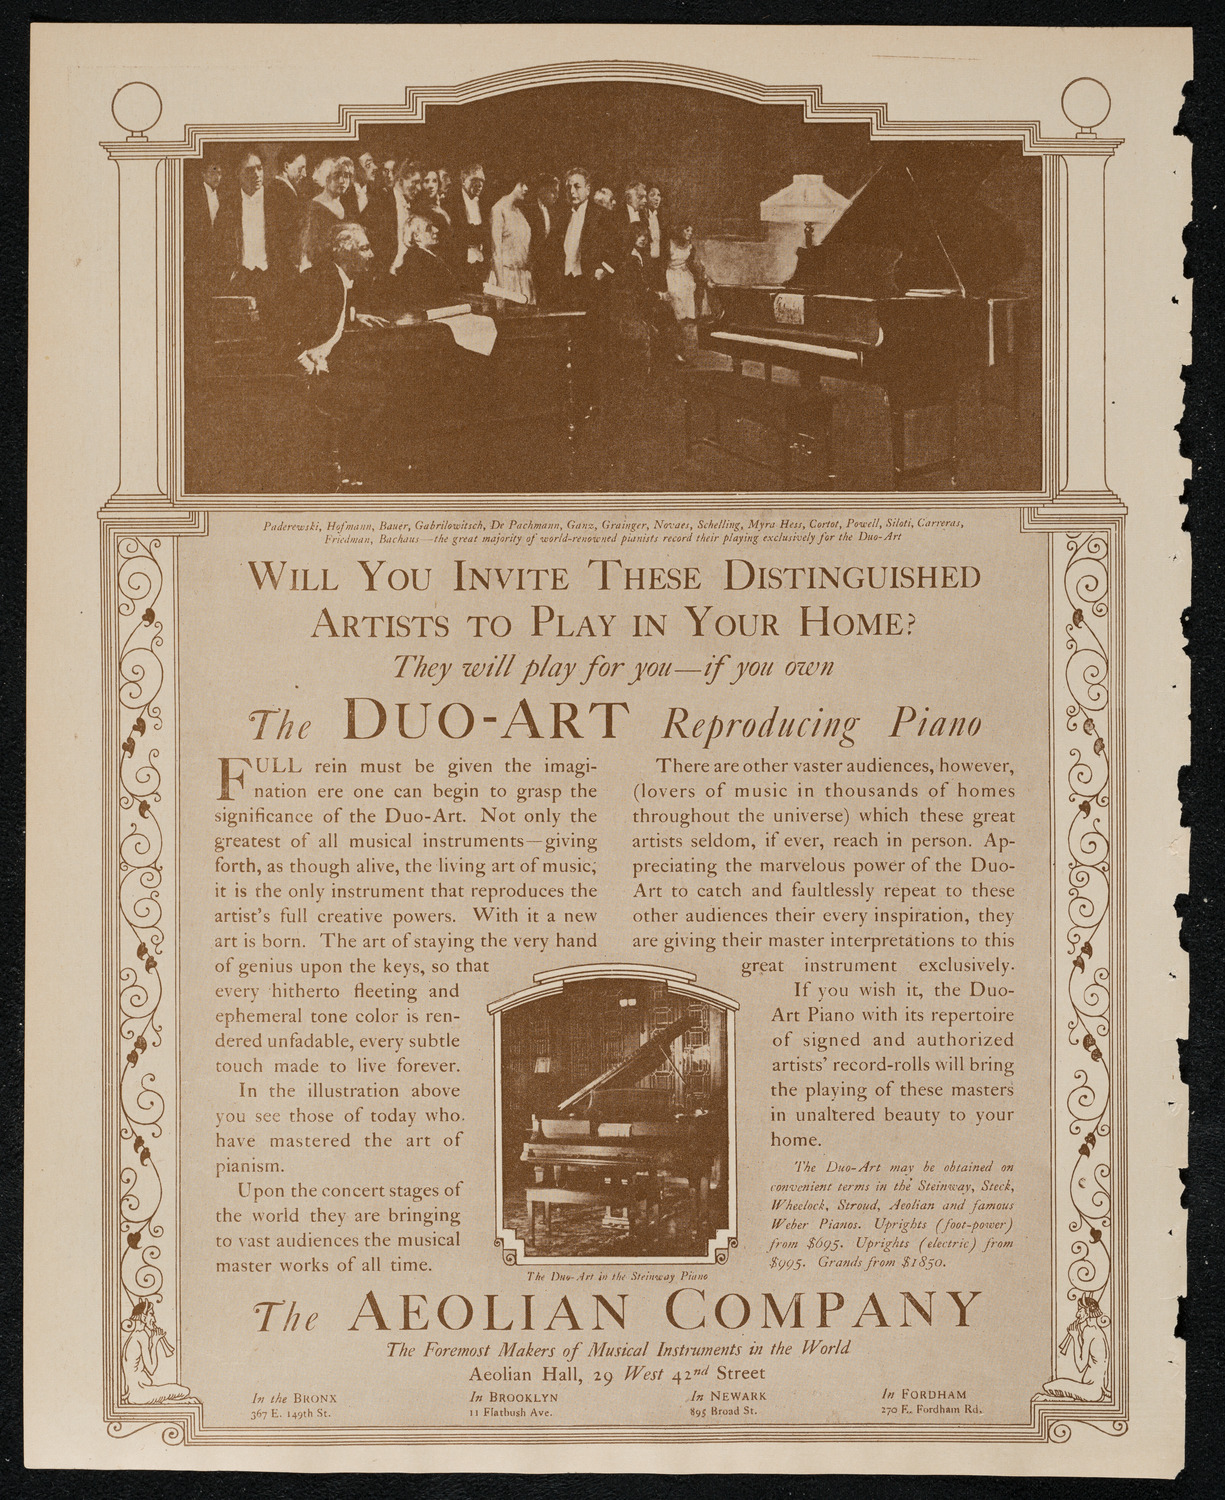 Paderewski, Hofmann, Bauer, Gabrilowitsch, De Pachmann, Ganz, Grainger, Novaes, Schelling, Myra Hess, Cortot, Powell, Siloti, Carreras,
Friedman, Bachaus—the great majority of world-renowned pianists record their playing exclusively for the Duo-Art
WILL YOU INVITE THESE DISTINGUISHED
ARTISTS TO PLAY IN YOUR HOME?
They will play for you—if you own
The DUO-ART Reproducing Piano
FULL rein must be given the imagi-
nation ere one can begin to grasp the
significance of the Duo-Art. Not only the
greatest of all musical instruments—giving
forth, as though alive, the living art of music;
it is the only instrument that reproduces the
artist's full creative powers. With it a new
art is born. The art of staying the very hand
of genius upon the keys, so that
every hitherto fleeting and
ephemeral tone color is ren-
dered unfadable, every subtle
touch made to live forever.
In the illustration above
you see those of today who
have mastered the art of
pianism.
Upon the concert stages of
the world they are bringing
to vast audiences the musical
master works of all time.
There are other vaster audiences, however,
(lovers of music in thousands of homes
throughout the universe) which these great
artists seldom, if ever, reach in person. Ap-
preciating the marvelous power of the Duo-
Art to catch and faultlessly repeat to these
other audiences their every inspiration, they
are giving their master interpretations to this
great instrument exclusively.
If you wish it, the Duo-
Art Piano with its repertoire
of signed and authorized
artists' record-rolls will bring
the playing of these masters
in unaltered beauty to your
home.
The Duo-Art may be obtained on
convenient terms in the Steinway, Steck,
Wheelock, Stroud, Aeolian and famous
Weber Pianos. Uprights (foot-power)
from $695. Uprights (electric) from
$995. Grands from $1850.
The Duo-Art in the Steinway Piano
The AEOLIAN COMPANY
The Foremost Makers of Musical Instruments in the World
Aeolian Hall, 29 West 42nd Street
In the BRONX
367 E. 149th St.
In BROOKLYN
11 Flatbush Ave.
In NEWARK
895 Broad St.
In FORDHAM
270 E. Fordham Rd.